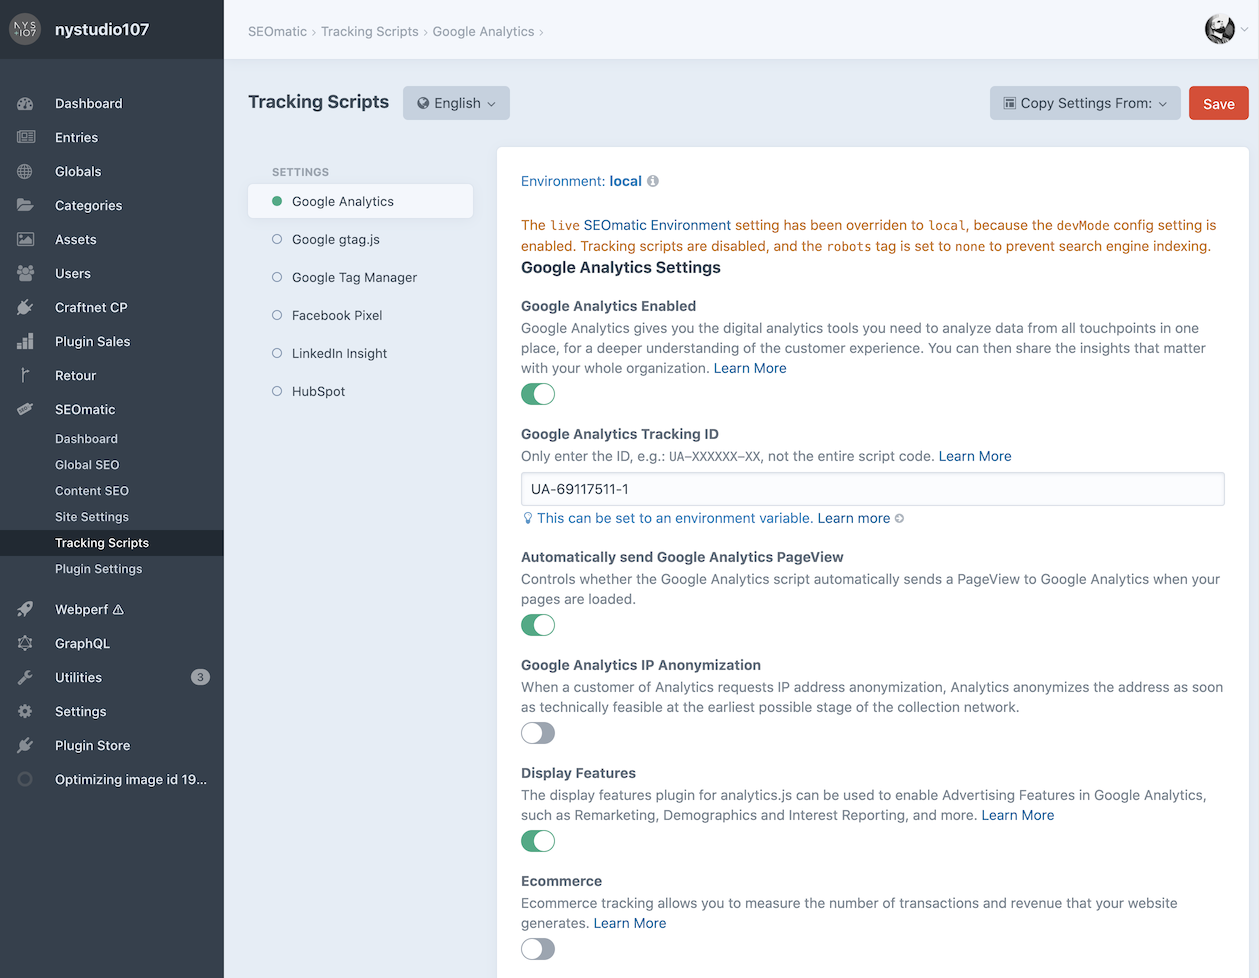 NYS
+107
nystudio107
SEOmatic › Tracking Scripts › Google Analytics ›
Dashboard
Entries
Globals
Categories
Assets
Users
Craftnet CP
Plugin Sales
Retour
SEOmatic
Dashboard
Global SEO
Content SEO
Site Settings
Tracking Scripts
Plugin Settings
Webperf
GraphQL
Utilities 3
Settings
Plugin Store
Optimizing image id 19...
Tracking Scripts
English
Copy Settings From:
Save
SETTINGS
Google Analytics
Google gtag.js
Google Tag Manager
Facebook Pixel
LinkedIn Insight
HubSpot
Environment: local
The live SEOmatic Environment setting has been overriden to local, because the devMode config setting is
enabled. Tracking scripts are disabled, and the robots tag is set to none to prevent search engine indexing.
Google Analytics Settings
Google Analytics Enabled
Google Analytics gives you the digital analytics tools you need to analyze data from all touchpoints in one
place, for a deeper understanding of the customer experience. You can then share the insights that matter
with your whole organization. Learn More
Google Analytics Tracking ID
Only enter the ID, e.g.: UA-XXXXXX-XX, not the entire script code. Learn More
UA-69117511-1
This can be set to an environment variable. Learn more
Automatically send Google Analytics PageView
Controls whether the Google Analytics script automatically sends a PageView to Google Analytics when your
pages are loaded.
Google Analytics IP Anonymization
When a customer of Analytics requests IP address anonymization, Analytics anonymizes the address as soon
as technically feasible at the earliest possible stage of the collection network.
Display Features
The display features plugin for analytics.js can be used to enable Advertising Features in Google Analytics,
such as Remarketing, Demographics and Interest Reporting, and more. Learn More
Ecommerce
Ecommerce tracking allows you to measure the number of transactions and revenue that your website
generates. Learn More